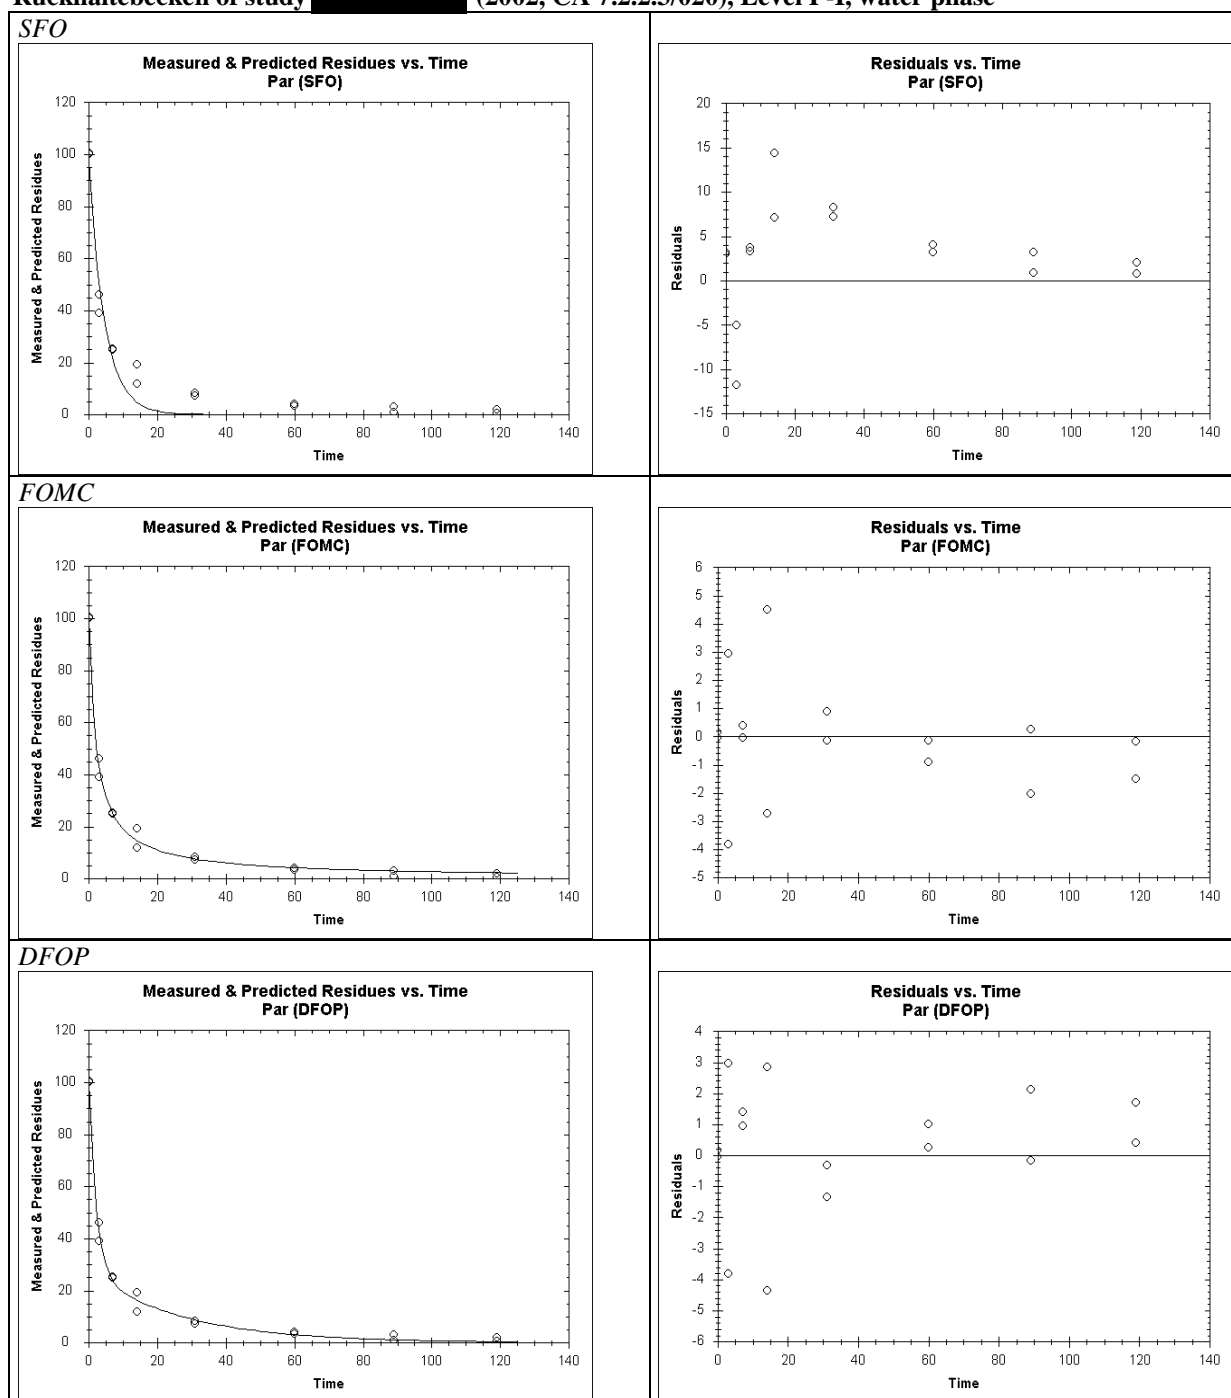 Rückhaltebecken of study (2002, CA 7.2.2.3/020), Level P-I, water phase
SFO
Measured & Predicted Residues vs. Time
Par (SFO)
Measured & Predicted Residues
120
100
80
60
40
20
0
0 20 40 60 80 100 120 140
Time
Residuals vs. Time
Par (SFO)
Residuals
20
15
10
5
0
-5
-10
-15
0 20 40 60 80 100 120 140
Time
FOMC
Measured & Predicted Residues vs. Time
Par (FOMC)
Measured & Predicted Residues
120
100
80
60
40
20
0
0 20 40 60 80 100 120 140
Time
Residuals vs. Time
Par (FOMC)
Residuals
6
5
4
3
2
1
0
-1
-2
-3
-4
-5
0 20 40 60 80 100 120 140
Time
DFOP
Measured & Predicted Residues vs. Time
Par (DFOP)
Measured & Predicted Residues
120
100
80
60
40
20
0
0 20 40 60 80 100 120 140
Time
Residuals vs. Time
Par (DFOP)
Residuals
4
3
2
1
0
-1
-2
-3
-4
-5
-6
0 20 40 60 80 100 120 140
Time